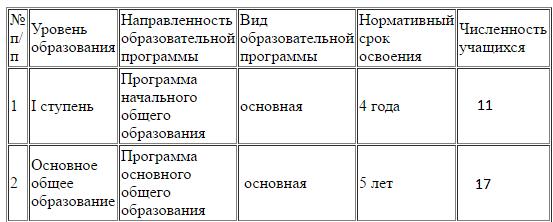 № п/п
Уровень образования
Направленность образовательной программы
Вид образовательной программы
Нормативный срок освоения
Численность учащихся
1
I ступень
Программа начального общего образования
основная
4 года
11
2
Основное общее образование
Программа основного общего образования
основная
5 лет
17